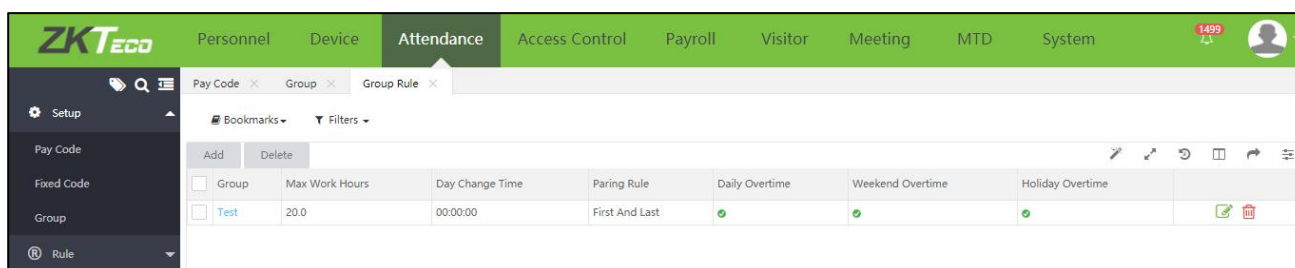 ZKTECO Personnel Device Attendance Access Control Payroll Visitor Meeting MTD System 1499
Pay Code Group Group Rule
Setup Bookmarks Filters
Pay Code Add Delete
Fixed Code Group Max Work Hours Day Change Time Paring Rule Daily Overtime Weekend Overtime Holiday Overtime
Group Test 20.0 00:00:00 First And Last
® Rule